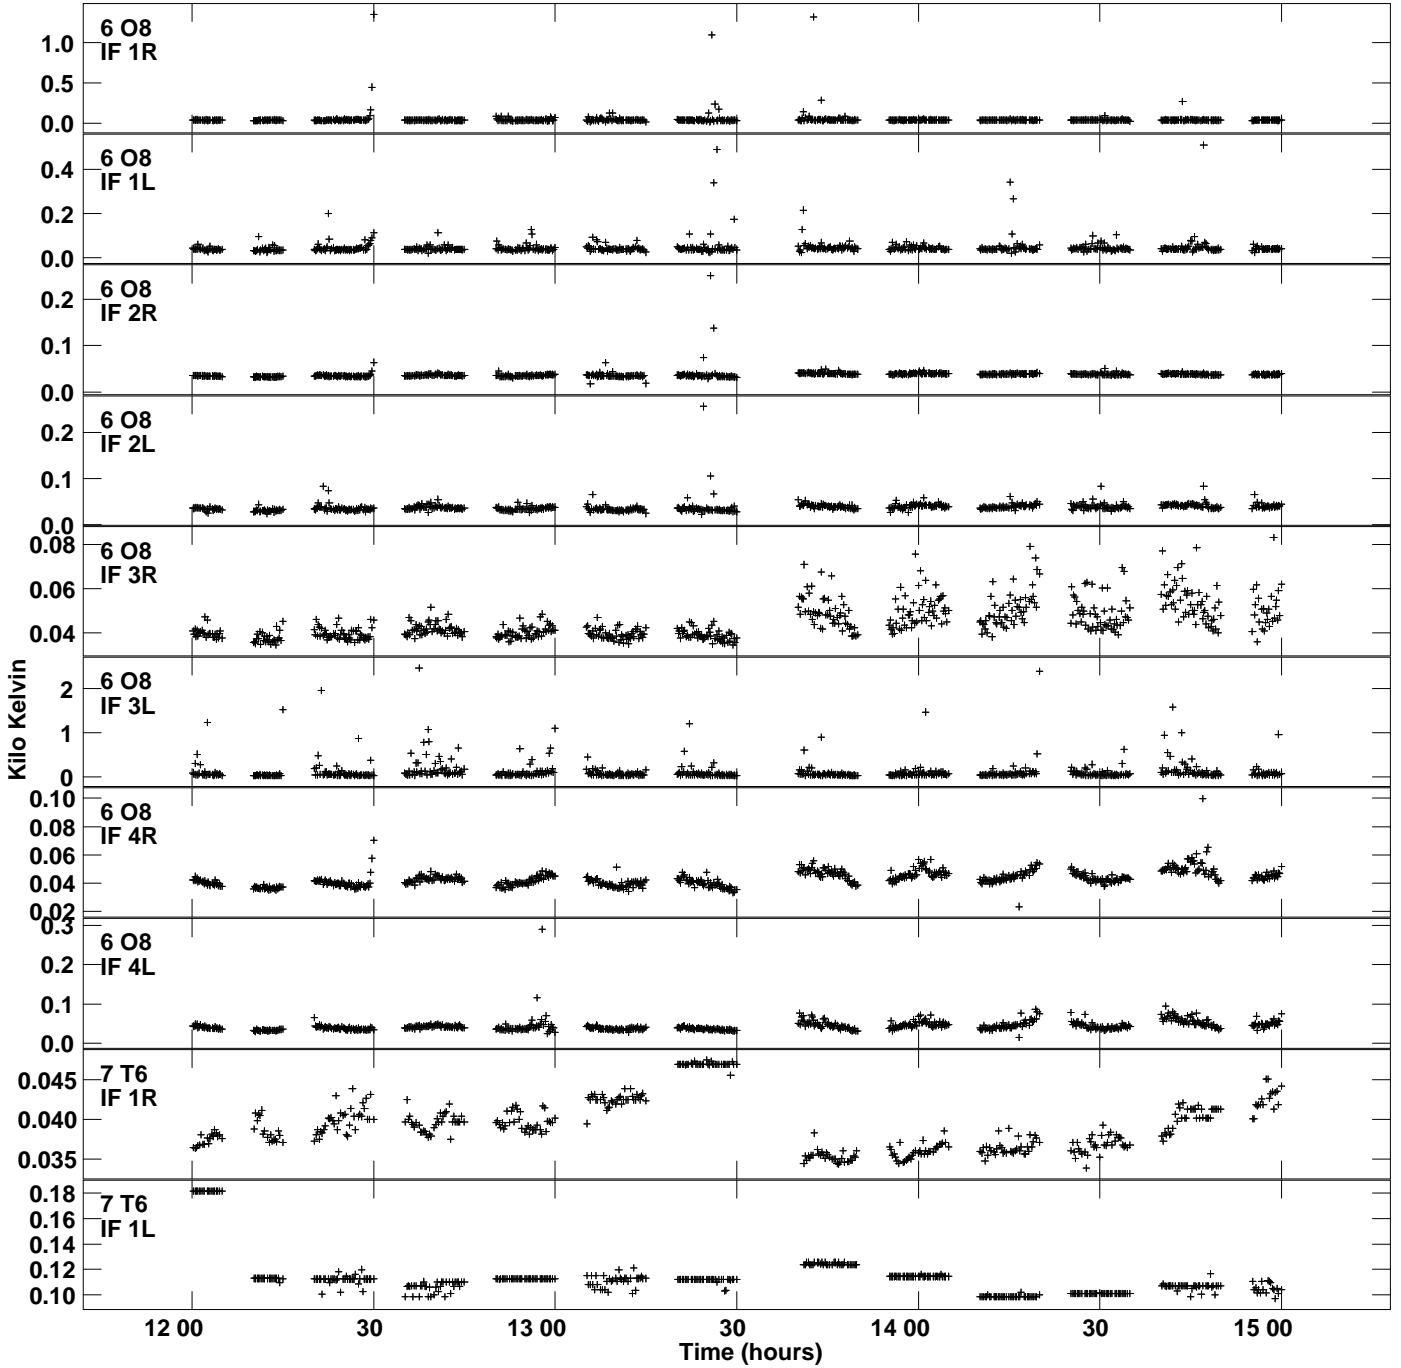 6 O8
IF 1R
1.0
0.5
0.0
6 O8
IF 1L
0.4
0.2
0.0
6 O8
IF 2R
0.2
0.1
0.0
6 O8
IF 2L
0.2
0.1
0.0
6 O8
IF 3R
0.08
0.06
0.04
6 O8
IF 3L
2
1
0
Kilo Kelvin
6 O8
IF 4R
0.10
0.08
0.06
0.04
0.02
6 O8
IF 4L
0.3
0.2
0.1
0.0
7 T6
IF 1R
0.045
0.040
0.035
7 T6
IF 1L
0.18
0.16
0.14
0.12
0.10
12 00 30 13 00 30 14 00 30 15 00
Time (hours)